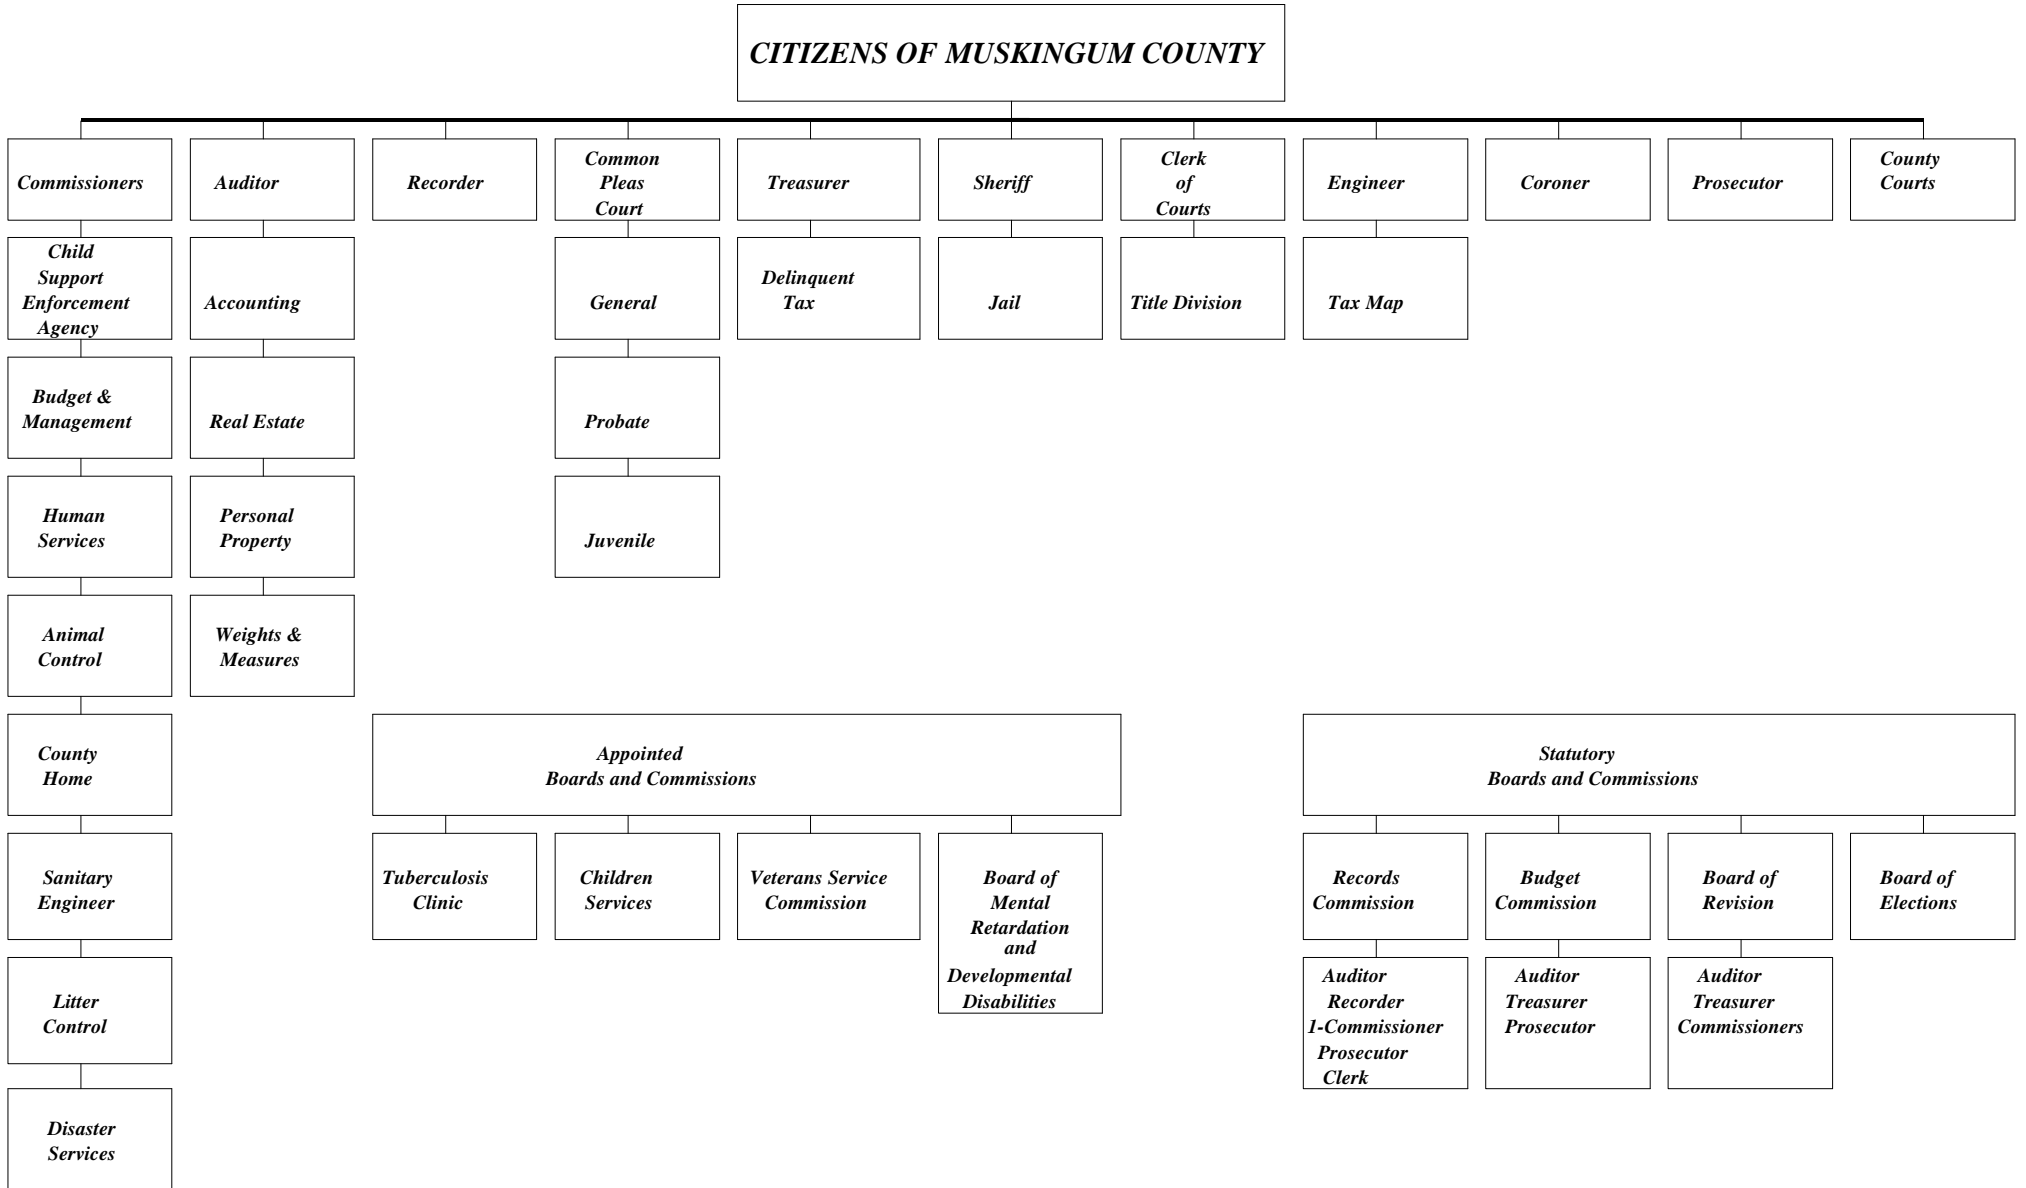 CITIZENS OF MUSKINGUM COUNTY
Commissioners
Auditor
Recorder
Common
Pleas
Court
Treasurer
Sheriff
Clerk
of
Courts
Engineer
Coroner
Prosecutor
County
Courts
Child
Support
Enforcement
Agency
Accounting
General
Delinquent
Tax
Jail
Title Division
Tax Map
Budget &
Management
Real Estate
Probate
Human
Services
Personal
Property
Juvenile
Animal
Control
Weights &
Measures
County
Home
Appointed
Boards and Commissions
Statutory
Boards and Commissions
Sanitary
Engineer
Tuberculosis
Clinic
Children
Services
Veterans Service
Commission
Board of
Mental
Retardation
and
Developmental
Disabilities
Records
Commission
Budget
Commission
Board of
Revision
Board of
Elections
Litter
Control
Auditor
Recorder
1-Commissioner
Prosecutor
Clerk
Auditor
Treasurer
Prosecutor
Auditor
Treasurer
Commissioners
Disaster
Services